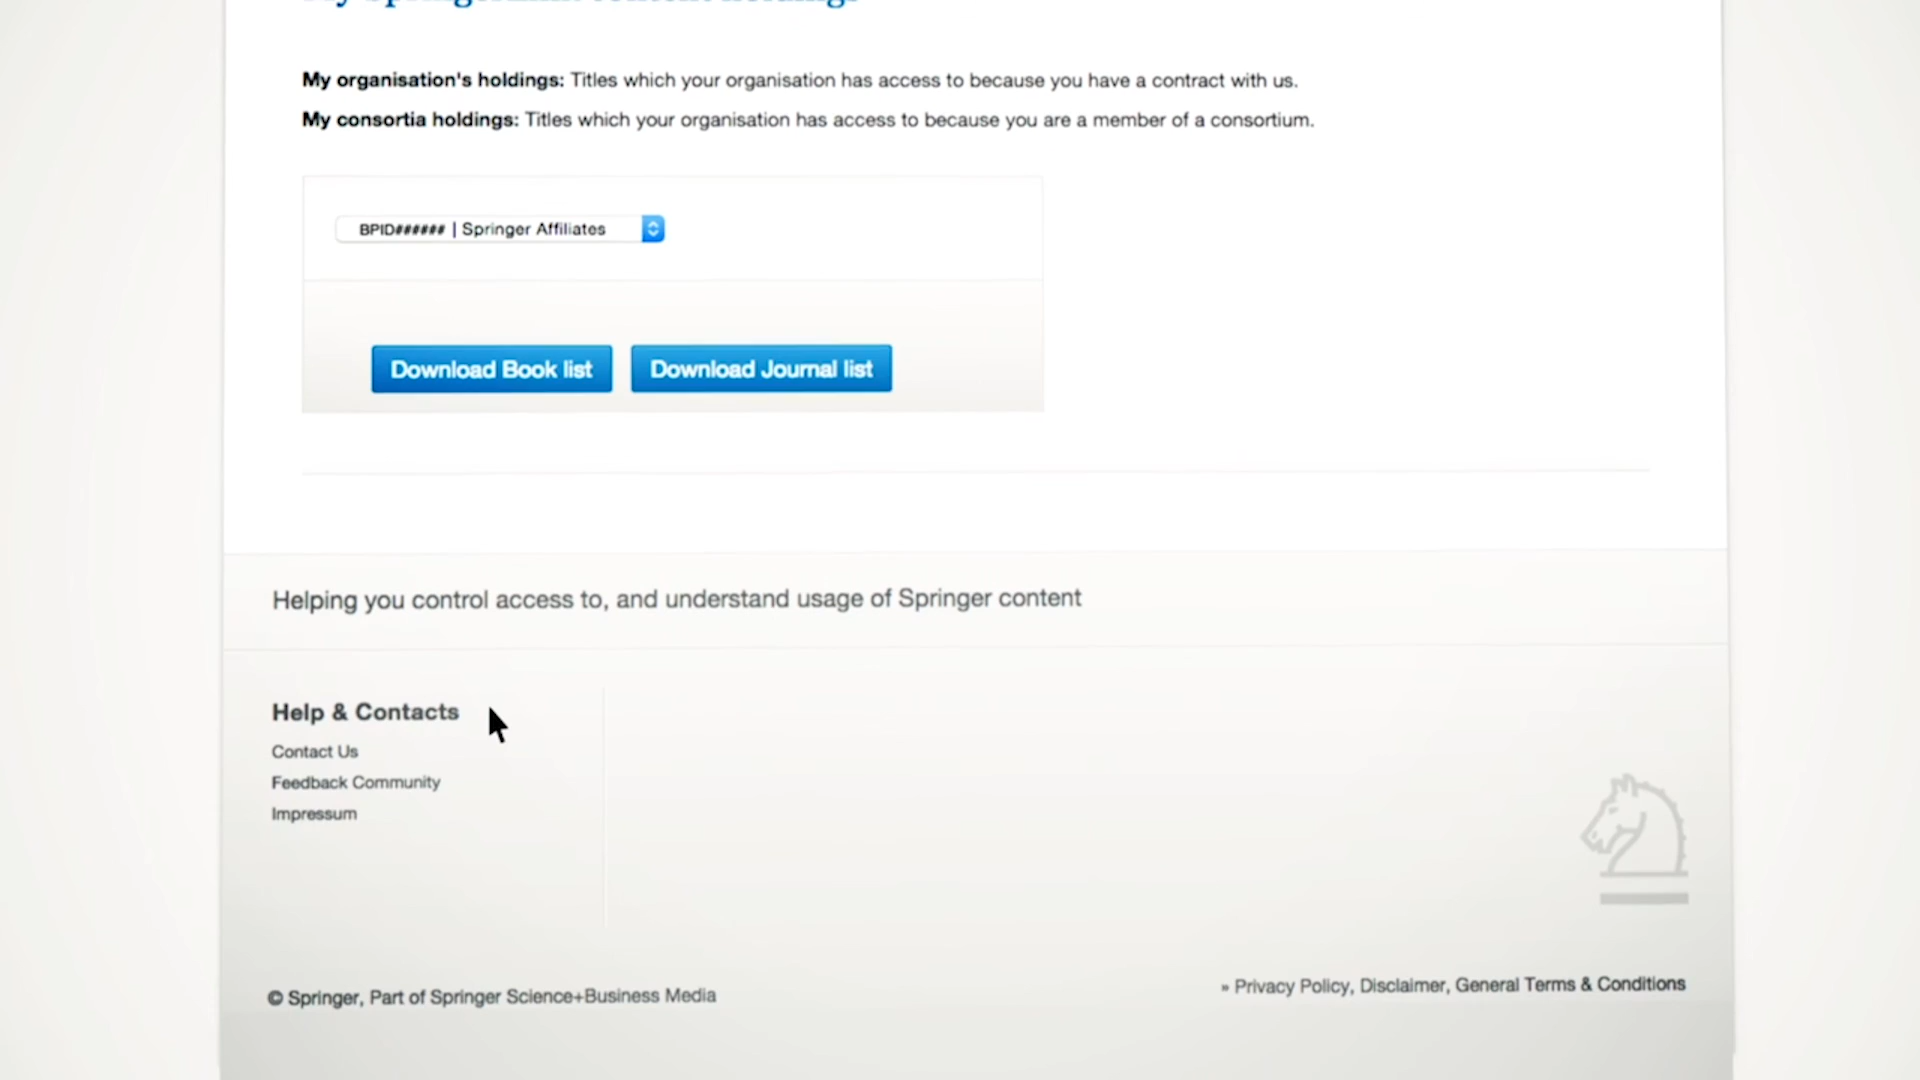 My organisation's holdings: Titles which your organisation has access to because you have a contract with us.
My consortia holdings: Titles which your organisation has access to because you are a member of a consortium.
BPID###### | Springer Affiliates
Download Book list
Download Journal list
Helping you control access to, and understand usage of Springer content
Help & Contacts
Contact Us
Feedback Community
Impressum
© Springer, Part of Springer Science+Business Media
» Privacy Policy, Disclaimer, General Terms & Conditions